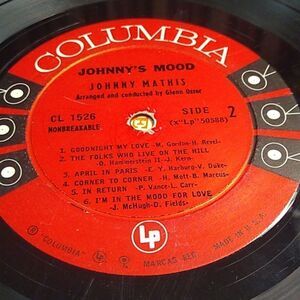 COLUMBIA
JOHNNY'S MOOD
JOHNNY MATHIS
Arranged and conducted by Glenn Osser
CL 1526
NONBREAKABLE
SIDE 2
(x"Lp"50588)
1. GOODNIGHT MY LOVE -M. Gordon-H. Revel-
2. THE FOLKS WHO LIVE ON THE HILL
-O. Hammerstein II-J. Kern-
3. APRIL IN PARIS -E. Y. Harburg-V. Duke-
4. CORNER TO CORNER -H. Mott-B. Marcus-
5. IN RETURN -P. Vance-L. Carr-
6. I'M IN THE MOOD FOR LOVE
-J. McHugh-D. Fields-
® "COLUMBIA"
LP
MARCAS REG.
MADE IN U.S.A.